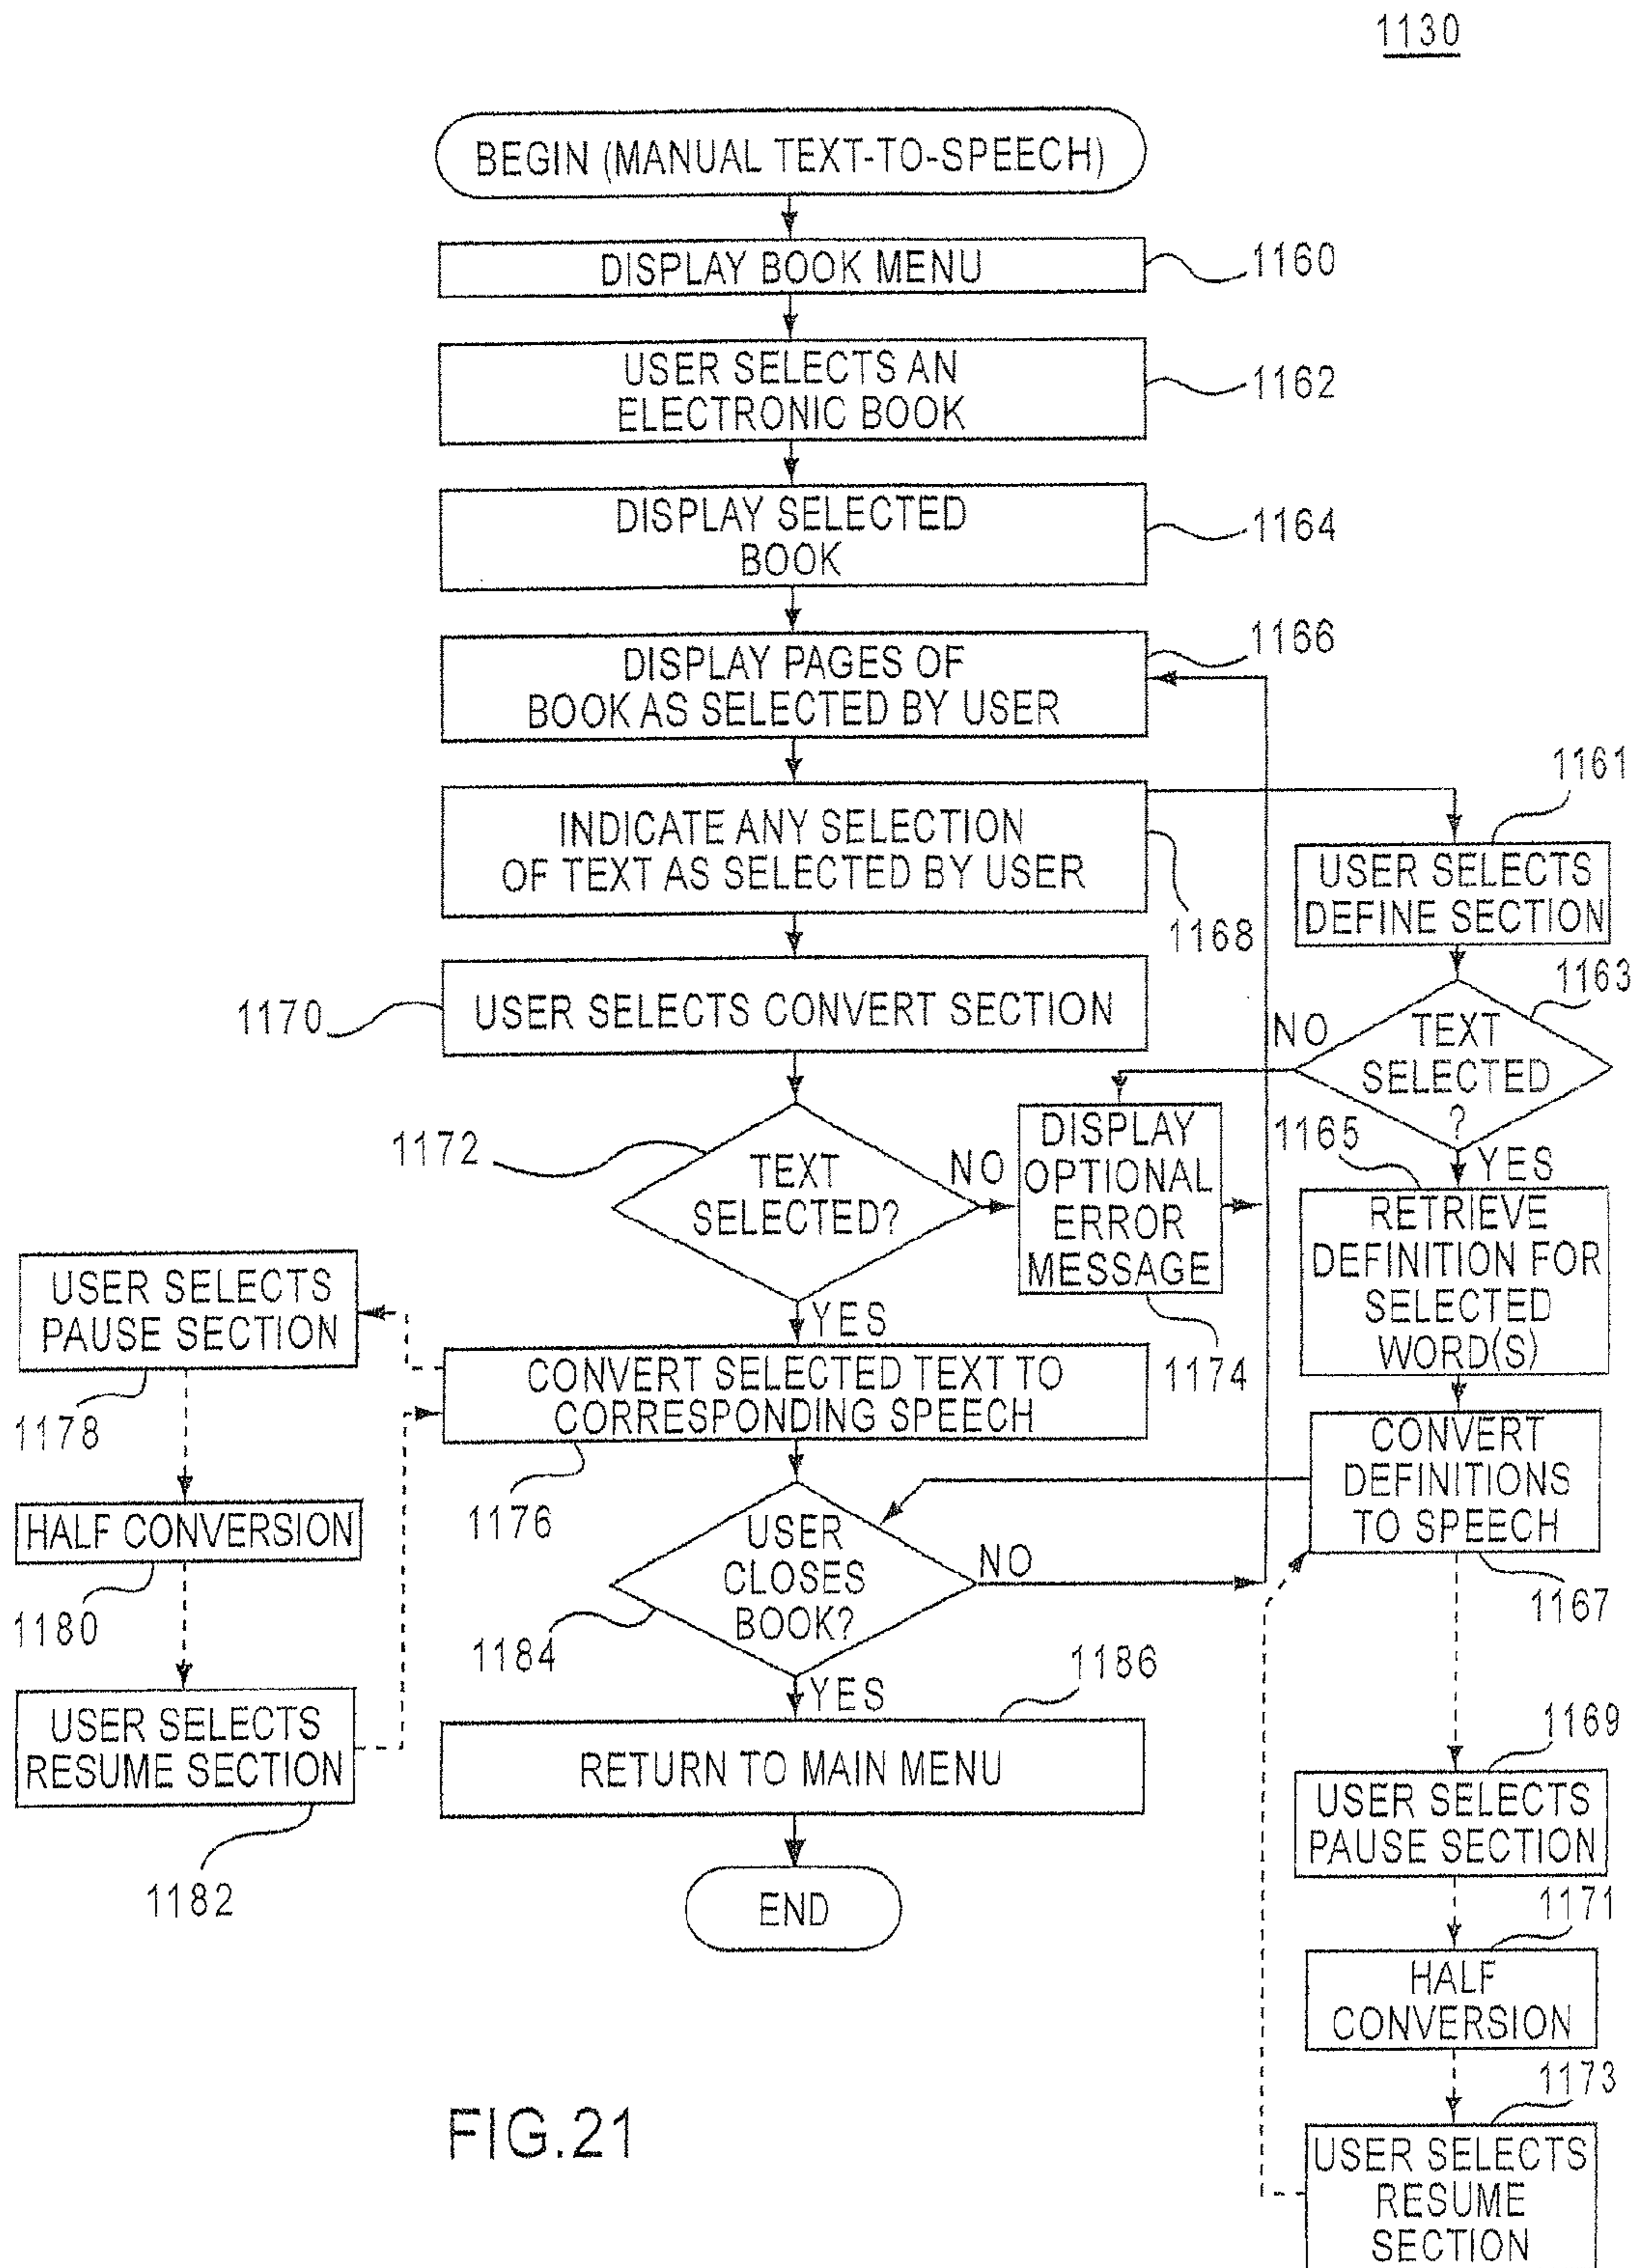 1130
BEGIN (MANUAL TEXT-TO-SPEECH)
DISPLAY BOOK MENU
1160
USER SELECTS AN
ELECTRONIC BOOK
1162
DISPLAY SELECTED
BOOK
1164
DISPLAY PAGES OF
BOOK AS SELECTED BY USER
1166
INDICATE ANY SELECTION
OF TEXT AS SELECTED BY USER
1168
1161
USER SELECTS
DEFINE SECTION
1170
USER SELECTS CONVERT SECTION
1163
TEXT
SELECTED
?
NO
YES
1172
TEXT
SELECTED?
NO
YES
DISPLAY
OPTIONAL
ERROR
MESSAGE
1174
1165
RETRIEVE
DEFINITION FOR
SELECTED
WORD(S)
USER SELECTS
PAUSE SECTION
1178
CONVERT SELECTED TEXT TO
CORRESPONDING SPEECH
1176
CONVERT
DEFINITIONS
TO SPEECH
1167
HALF CONVERSION
1180
USER
CLOSES
BOOK?
NO
1184
YES
1186
USER SELECTS
RESUME SECTION
1182
RETURN TO MAIN MENU
1169
USER SELECTS
PAUSE SECTION
END
1171
HALF
CONVERSION
1173
USER SELECTS
RESUME
SECTION
FIG.21